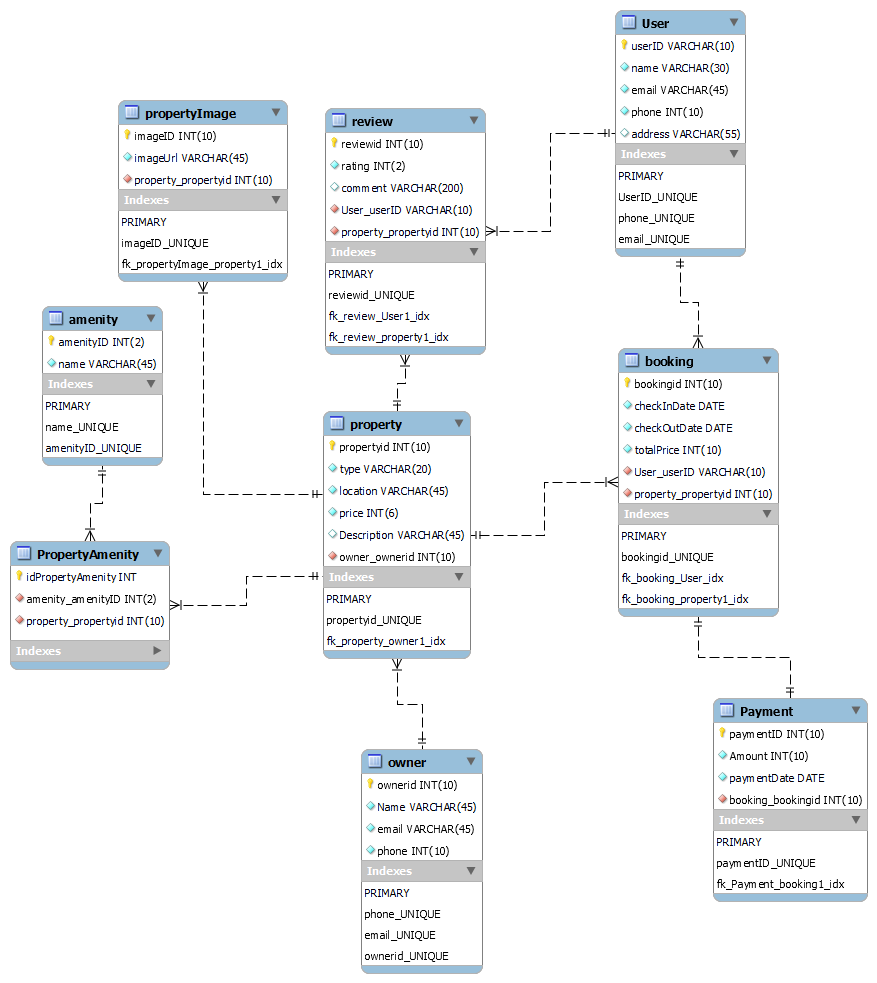 User
userID VARCHAR(10)
name VARCHAR(30)
email VARCHAR(45)
phone INT(10)
address VARCHAR(55)
Indexes
PRIMARY
UserID_UNIQUE
phone_UNIQUE
email_UNIQUE
propertyImage
imageID INT(10)
imageUrl VARCHAR(45)
property_propertyid INT(10)
Indexes
PRIMARY
imageID_UNIQUE
fk_propertyImage_property1_idx
review
reviewid INT(10)
rating INT(2)
comment VARCHAR(200)
User_userID VARCHAR(10)
property_propertyid INT(10)
Indexes
PRIMARY
reviewid_UNIQUE
fk_review_User1_idx
fk_review_property1_idx
amenity
amenityID INT(2)
name VARCHAR(45)
Indexes
PRIMARY
name_UNIQUE
amenityID_UNIQUE
booking
bookingid INT(10)
checkInDate DATE
checkOutDate DATE
totalPrice INT(10)
User_userID VARCHAR(10)
property_propertyid INT(10)
Indexes
PRIMARY
bookingid_UNIQUE
fk_booking_User_idx
fk_booking_property1_idx
property
propertyid INT(10)
type VARCHAR(20)
location VARCHAR(45)
price INT(6)
Description VARCHAR(45)
owner_ownerid INT(10)
Indexes
PRIMARY
propertyid_UNIQUE
fk_property_owner1_idx
PropertyAmenity
idPropertyAmenity INT
amenity_amenityID INT(2)
property_propertyid INT(10)
Indexes
Payment
paymentID INT(10)
Amount INT(10)
paymentDate DATE
booking_bookingid INT(10)
Indexes
PRIMARY
paymentID_UNIQUE
fk_Payment_booking1_idx
owner
ownerid INT(10)
Name VARCHAR(45)
email VARCHAR(45)
phone INT(10)
Indexes
PRIMARY
phone_UNIQUE
email_UNIQUE
ownerid_UNIQUE